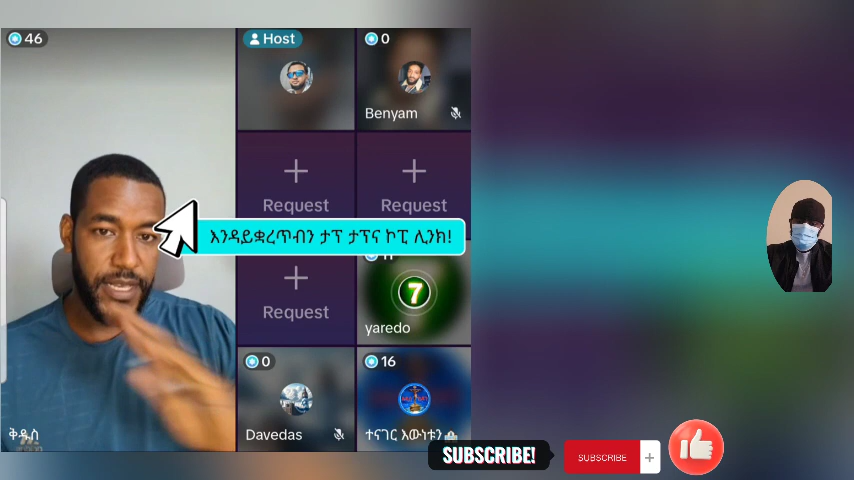 46
Host
0
Benyam
Request
Request
እንዳይቋረጥብን ታፕ ታፕና ኮፒ ሊንክ!
Request
7
yaredo
0
16
ቅዱስ
Davedas
ተናገር እውነቱን
SUBSCRIBE!
SUBSCRIBE